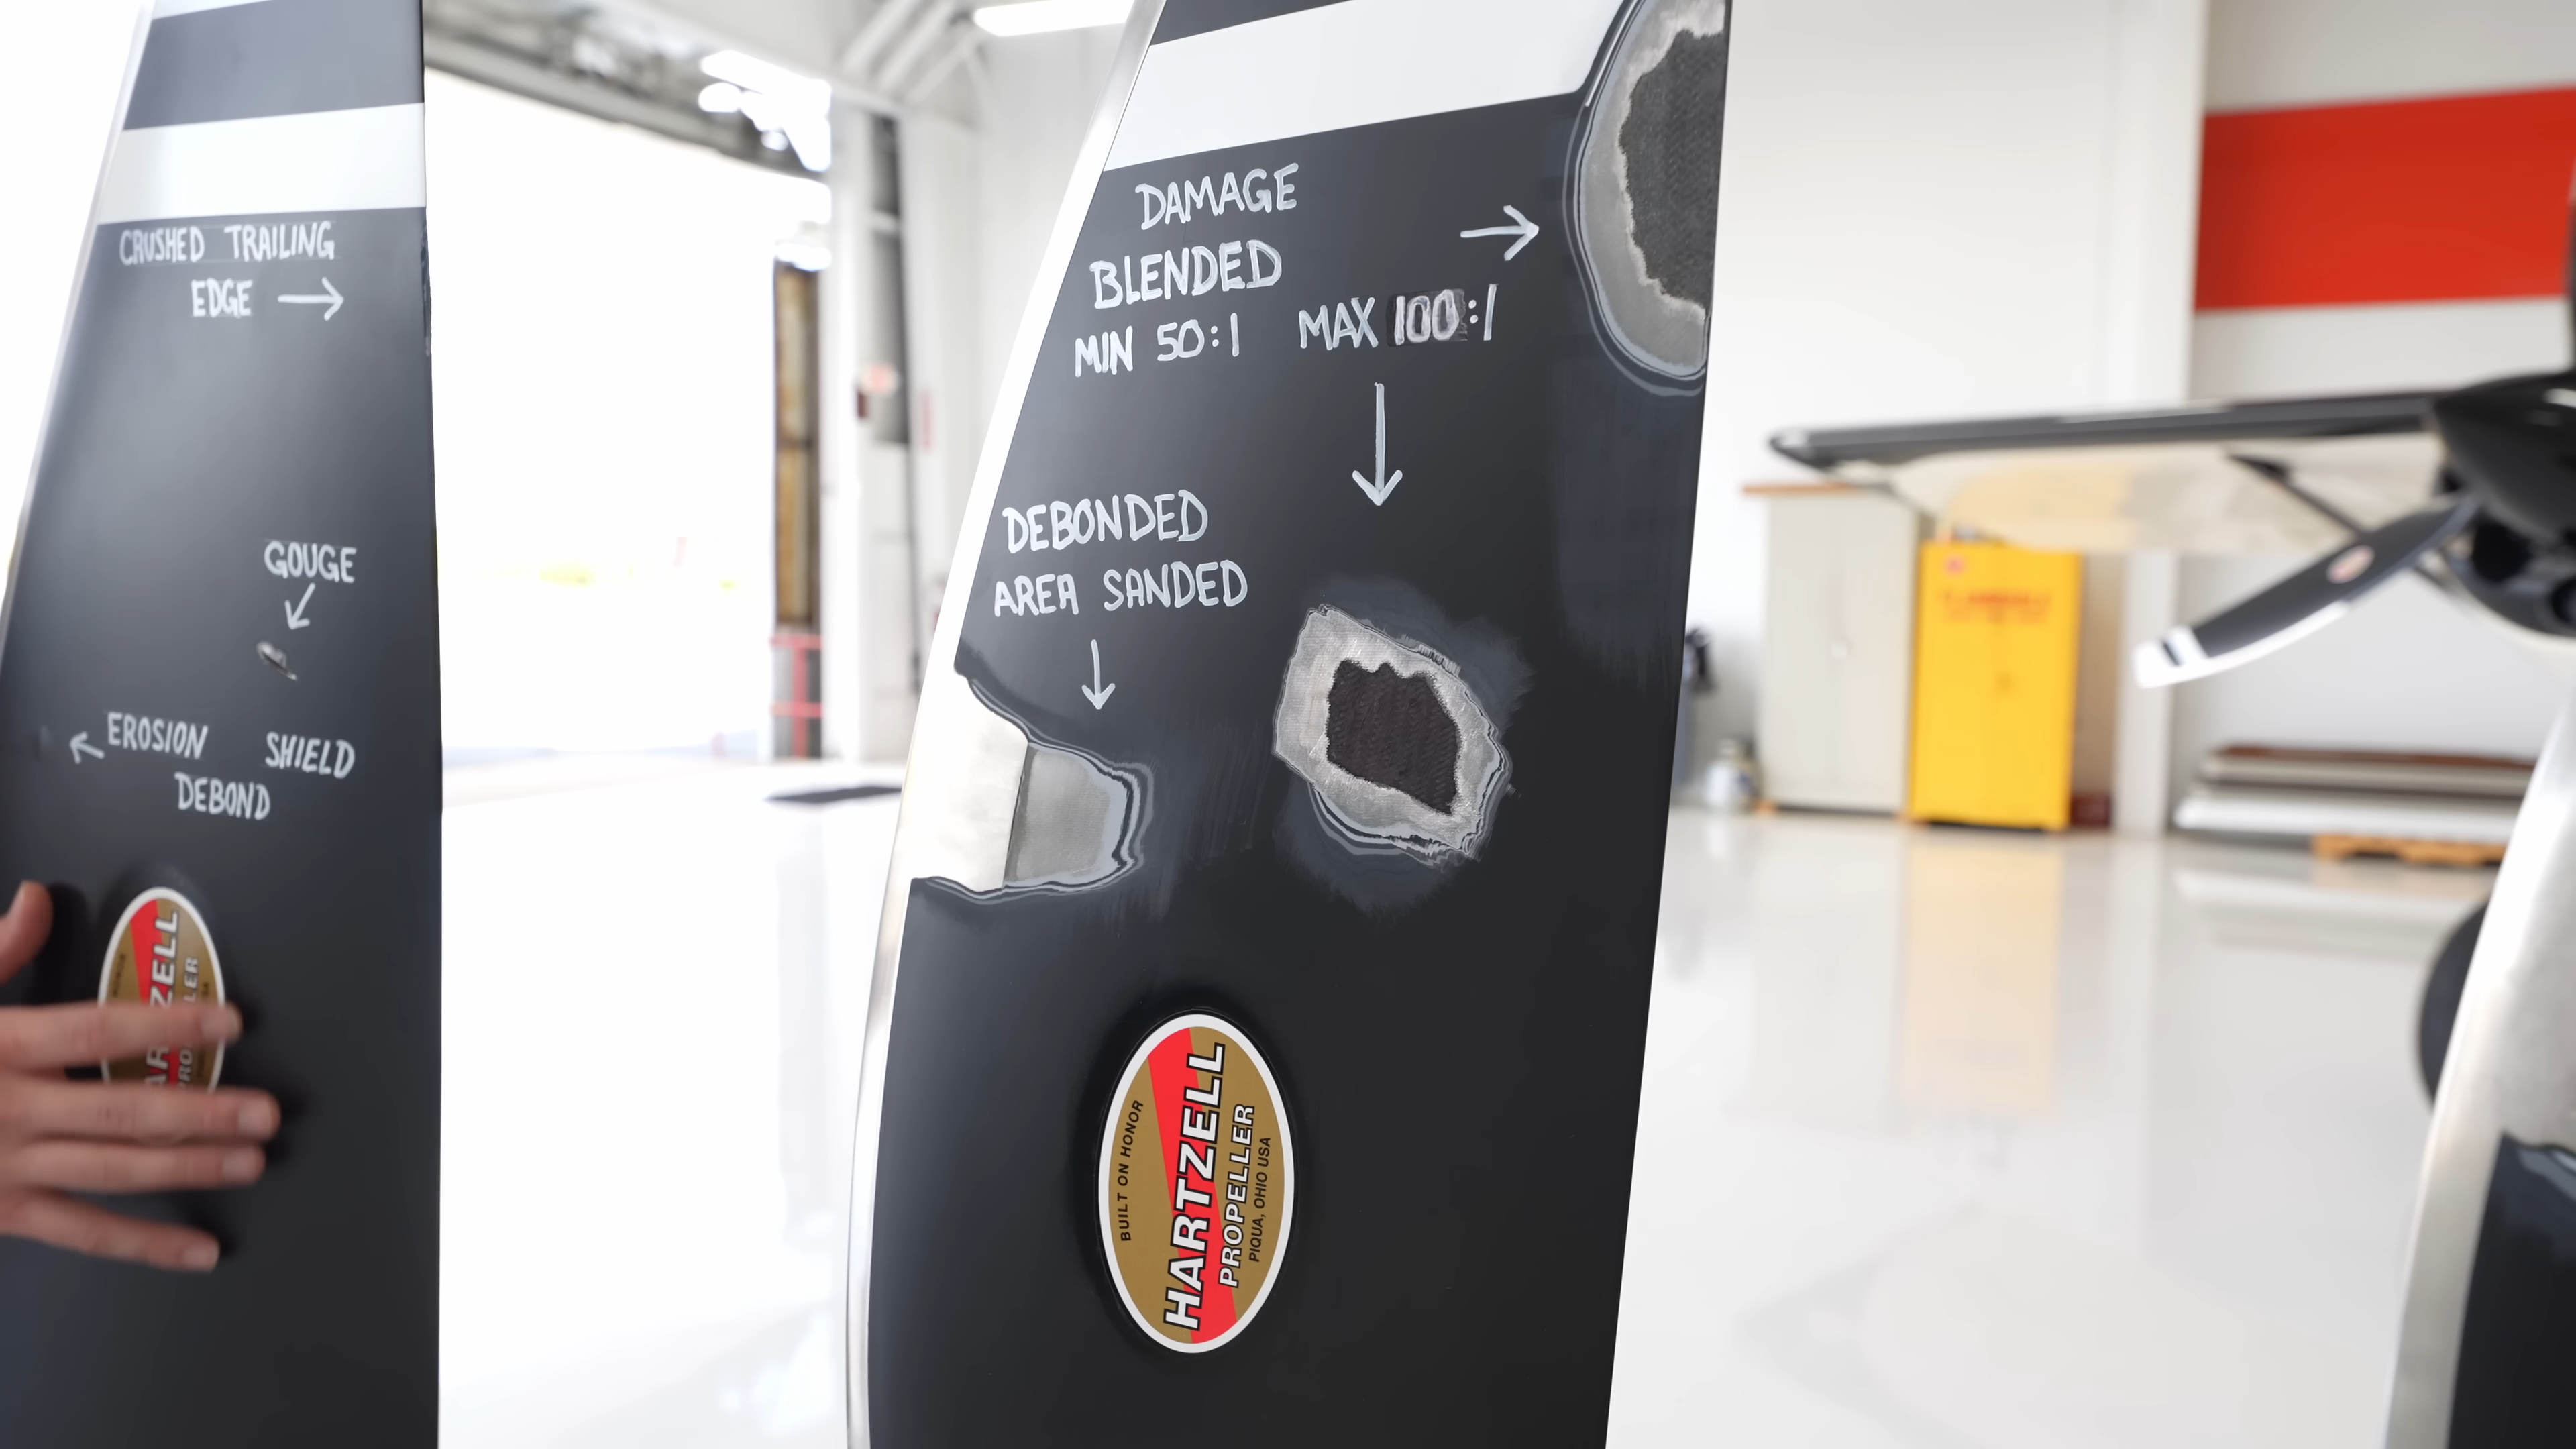 CRUSHED TRAILING
EDGE →
GOUGE
EROSION SHIELD
DEBOND
DAMAGE
BLENDED
MIN 50:1 MAX 100:1
DEBONDED
AREA SANDED
BUILT ON HONOR
HARTZELL
PROPELLER
PIQUA, OHIO USA